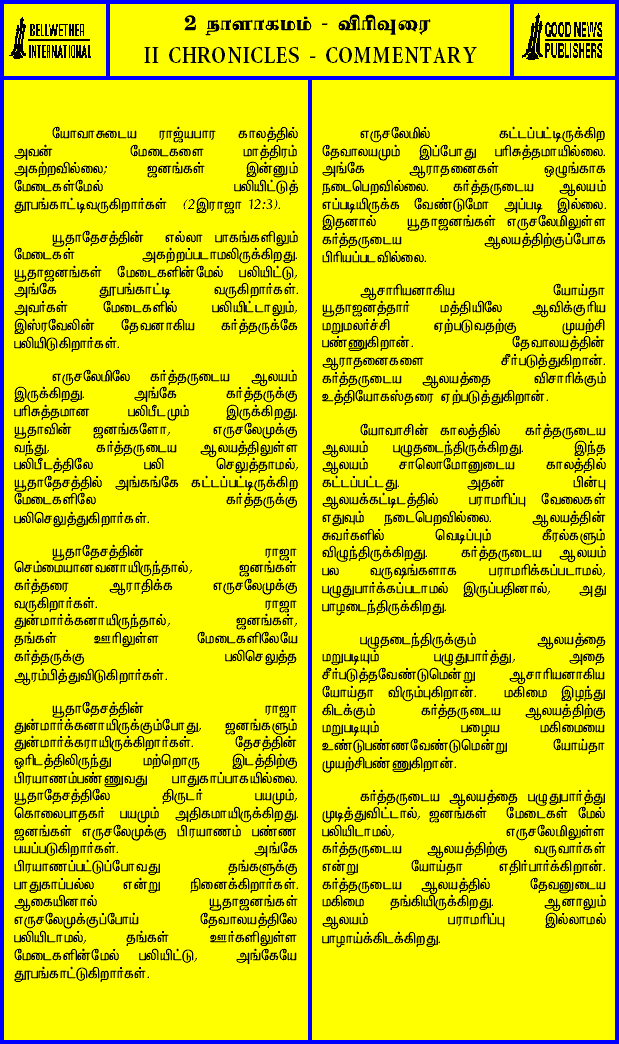 BELLWETHER
INTERNATIONAL
2 நாளாகமம் - விரிவுரை
II CHRONICLES - COMMENTARY
GOOD NEWS
PUBLISHERS
யோவாசுடைய ராஜ்யபார காலத்தில்
அவன் மேடைகளை மாத்திரம்
அகற்றவில்லை; ஜனங்கள் இன்னும்
மேடைகள்மேல் பலியிட்டுத்
தூபங்காட்டிவருகிறார்கள் (2இராஜா 12:3).
யூதாதேசத்தின் எல்லா பாகங்களிலும்
மேடைகள் அகற்றப்படாமலிருக்கிறது.
யூதாஜனங்கள் மேடைகளின்மேல் பலியிட்டு,
அங்கே தூபங்காட்டி வருகிறார்கள்.
அவர்கள் மேடைகளில் பலியிட்டாலும்,
இஸ்ரவேலின் தேவனாகிய கர்த்தருக்கே
பலியிடுகிறார்கள்.
எருசலேமிலே கர்த்தருடைய ஆலயம்
இருக்கிறது. அங்கே கர்த்தருக்கு
பரிசுத்தமான பலிபீடமும் இருக்கிறது.
யூதாவின் ஜனங்களோ, எருசலேமுக்கு
வந்து, கர்த்தருடைய ஆலயத்திலுள்ள
பலிபீடத்திலே பலி செலுத்தாமல்,
யூதாதேசத்தில் அங்கங்கே கட்டப்பட்டிருக்கிற
மேடைகளிலே கர்த்தருக்கு
பலிசெலுத்துகிறார்கள்.
யூதாதேசத்தின் ராஜா
செம்மையானவனாயிருந்தால், ஜனங்கள்
கர்த்தரை ஆராதிக்க எருசலேமுக்கு
வருகிறார்கள். ராஜா
துன்மார்க்கனாயிருந்தால், ஜனங்கள்,
தங்கள் ஊரிலுள்ள மேடைகளிலேயே
கர்த்தருக்கு பலிசெலுத்த
ஆரம்பித்துவிடுகிறார்கள்.
யூதாதேசத்தின் ராஜா
துன்மார்க்கனாயிருக்கும்போது, ஜனங்களும்
துன்மார்க்கராயிருக்கிறார்கள். தேசத்தின்
ஓரிடத்திலிருந்து மற்றொரு இடத்திற்கு
பிரயாணம்பண்ணுவது பாதுகாப்பாகயில்லை.
யூதாதேசத்திலே திருடர் பயமும்,
கொலைபாதகர் பயமும் அதிகமாயிருக்கிறது.
ஜனங்கள் எருசலேமுக்கு பிரயாணம் பண்ண
பயப்படுகிறார்கள். அங்கே
பிரயாணப்பட்டுப்போவது தங்களுக்கு
பாதுகாப்பல்ல என்று நினைக்கிறார்கள்.
ஆகையினால் யூதாஜனங்கள்
எருசலேமுக்குப்போய் தேவாலயத்திலே
பலியிடாமல், தங்கள் ஊர்களிலுள்ள
மேடைகளின்மேல் பலியிட்டு, அங்கேயே
தூபங்காட்டுகிறார்கள்.
எருசலேமில் கட்டப்பட்டிருக்கிற
தேவாலயமும் இப்போது பரிசுத்தமாயில்லை.
அங்கே ஆராதனைகள் ஒழுங்காக
நடைபெறவில்லை. கர்த்தருடைய ஆலயம்
எப்படியிருக்க வேண்டுமோ அப்படி இல்லை.
இதனால் யூதாஜனங்கள் எருசலேமிலுள்ள
கர்த்தருடைய ஆலயத்திற்குப்போக
பிரியப்படவில்லை.
ஆசாரியனாகிய யோய்தா
யூதாஜனத்தார் மத்தியிலே ஆவிக்குரிய
மறுமலர்ச்சி ஏற்படுவதற்கு முயற்சி
பண்ணுகிறான். தேவாலயத்தின்
ஆராதனைகளை சீர்படுத்துகிறான்.
கர்த்தருடைய ஆலயத்தை விசாரிக்கும்
உத்தியோகஸ்தரை ஏற்படுத்துகிறான்.
யோவாசின் காலத்தில் கர்த்தருடைய
ஆலயம் பழுதடைந்திருக்கிறது. இந்த
ஆலயம் சாலொமோனுடைய காலத்தில்
கட்டப்பட்டது. அதன் பின்பு
ஆலயக்கட்டிடத்தில் பராமரிப்பு வேலைகள்
எதுவும் நடைபெறவில்லை. ஆலயத்தின்
சுவர்களில் வெடிப்பும் கீரல்களும்
விழுந்திருக்கிறது. கர்த்தருடைய ஆலயம்
பல வருஷங்களாக பராமரிக்கப்படாமல்,
பழுதுபார்க்கப்படாமல் இருப்பதினால், அது
பாழடைந்திருக்கிறது.
பழுதடைந்திருக்கும் ஆலயத்தை
மறுபடியும் பழுதுபார்த்து, அதை
சீர்படுத்தவேண்டுமென்று ஆசாரியனாகிய
யோய்தா விரும்புகிறான். மகிமை இழந்து
கிடக்கும் கர்த்தருடைய ஆலயத்திற்கு
மறுபடியும் பழைய மகிமையை
உண்டுபண்ணவேண்டுமென்று யோய்தா
முயற்சிபண்ணுகிறான்.
கர்த்தருடைய ஆலயத்தை பழுதுபார்த்து
முடித்துவிட்டால், ஜனங்கள் மேடைகள் மேல்
பலியிடாமல், எருசலேமிலுள்ள
கர்த்தருடைய ஆலயத்திற்கு வருவார்கள்
என்று யோய்தா எதிர்பார்க்கிறான்.
கர்த்தருடைய ஆலயத்தில் தேவனுடைய
மகிமை தங்கியிருக்கிறது. ஆனாலும்
ஆலயம் பராமரிப்பு இல்லாமல்
பாழாய்க்கிடக்கிறது.